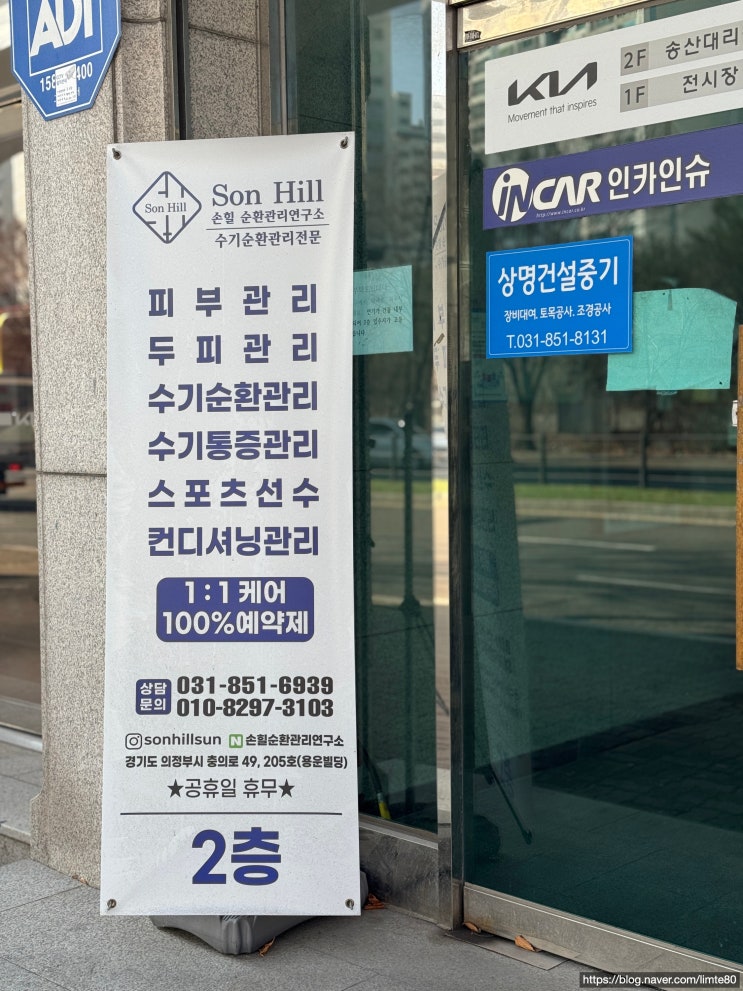 ADT
Son Hill
Son Hill
손힐 순환관리연구소
수기순환관리전문
피부관리
두피관리
수기순환관리
수기통증관리
스포츠선수
컨디셔닝관리
1:1 케어
100%예약제
상담
문의
031-851-6939
010-8297-3103
sonhillsun
N 손힐순환관리연구소
경기도 의정부시 충의로 49, 205호(용운빌딩)
★공휴일 휴무★
2층
KIA
Movement that inspires
2F 송산대리
1F 전시장
iNCAR 인카인슈
http://www.incar.co.kr
상명건설중기
장비대여, 토목공사, 조경공사
T.031-851-8131
https://blog.naver.com/limte80